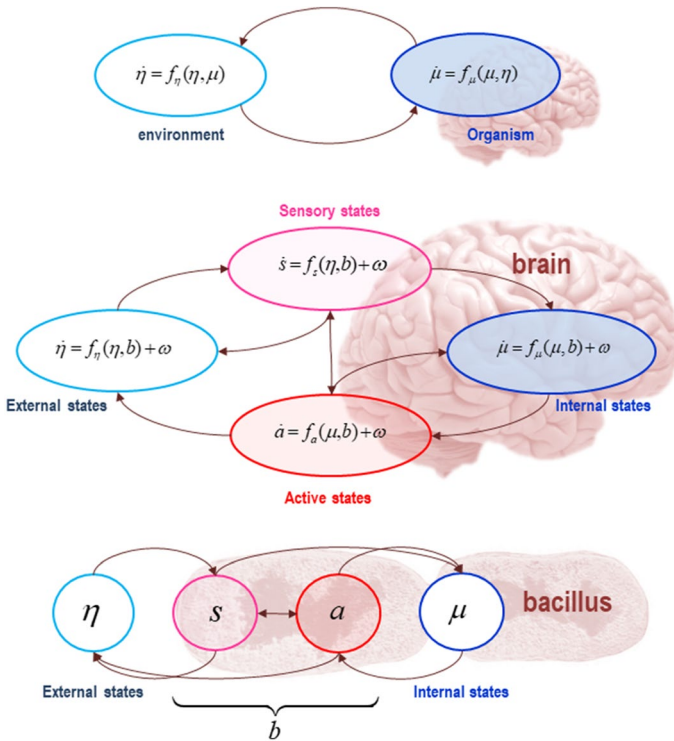 η̇ = f_η(η, μ)
μ̇ = f_μ(μ, η)
environment
Organism
Sensory states
ṡ = f_s(η, b) + ω
brain
η̇ = f_η(η, b) + ω
μ̇ = f_μ(μ, b) + ω
External states
Internal states
ȧ = f_a(μ, b) + ω
Active states
η
s
a
μ
bacillus
External states
Internal states
b